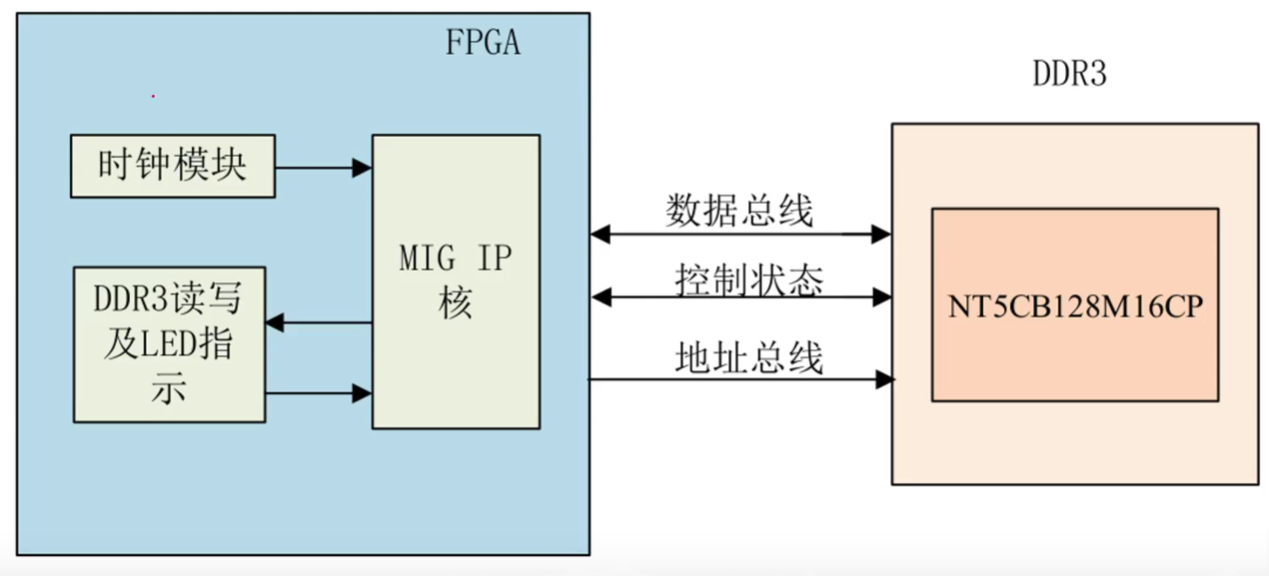 FPGA
DDR3
时钟模块
MIG IP
核
DDR3读写
及LED指
示
数据总线
控制状态
地址总线
NT5CB128M16CP